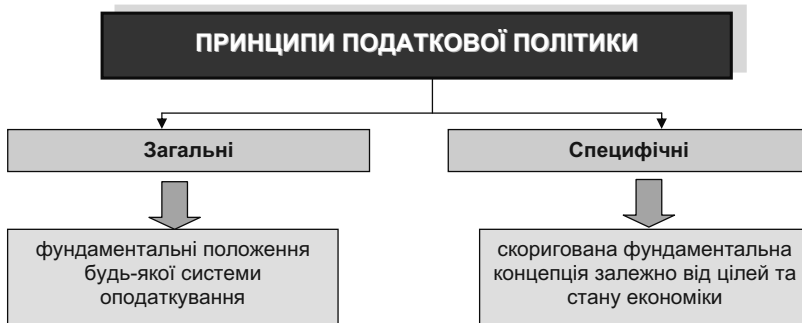 ПРИНЦИПИ ПОДАТКОВОЇ ПОЛІТИКИ
Загальні
Специфічні
фундаментальні положення
будь-якої системи
оподаткування
скоригована фундаментальна
концепція залежно від цілей та
стану економіки